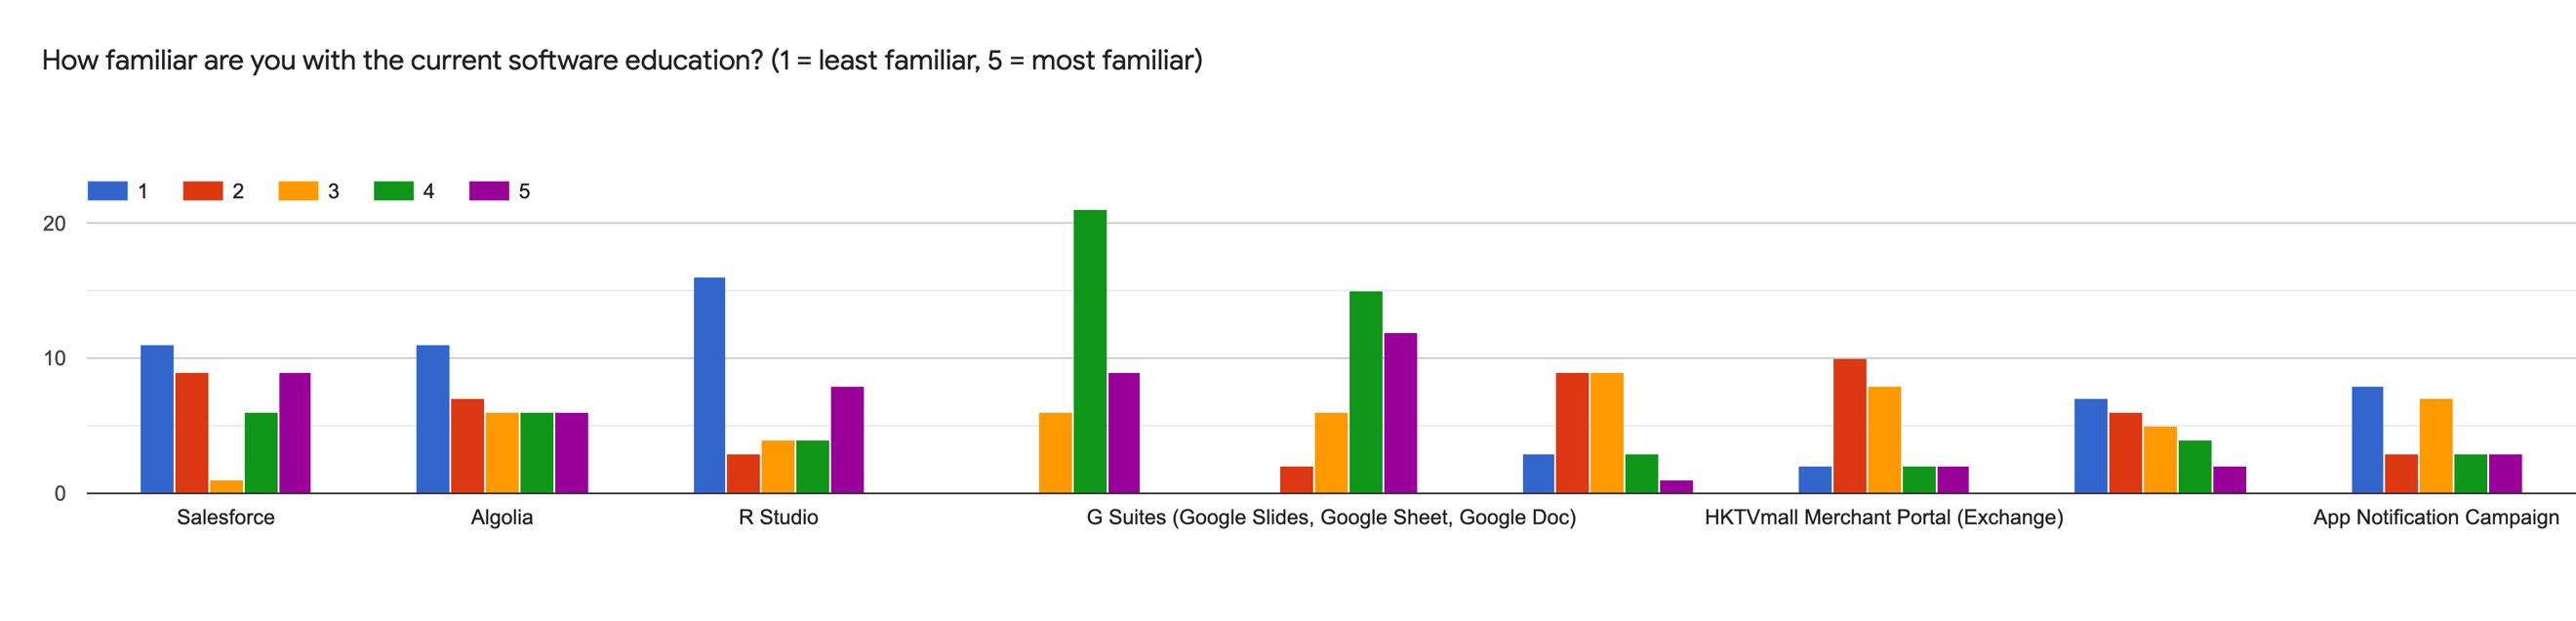 How familiar are you with the current software education? (1 = least familiar, 5 = most familiar)
1 2 3 4 5
20
10
0
Salesforce Algolia R Studio G Suites (Google Slides, Google Sheet, Google Doc) HKTVmall Merchant Portal (Exchange) App Notification Campaign